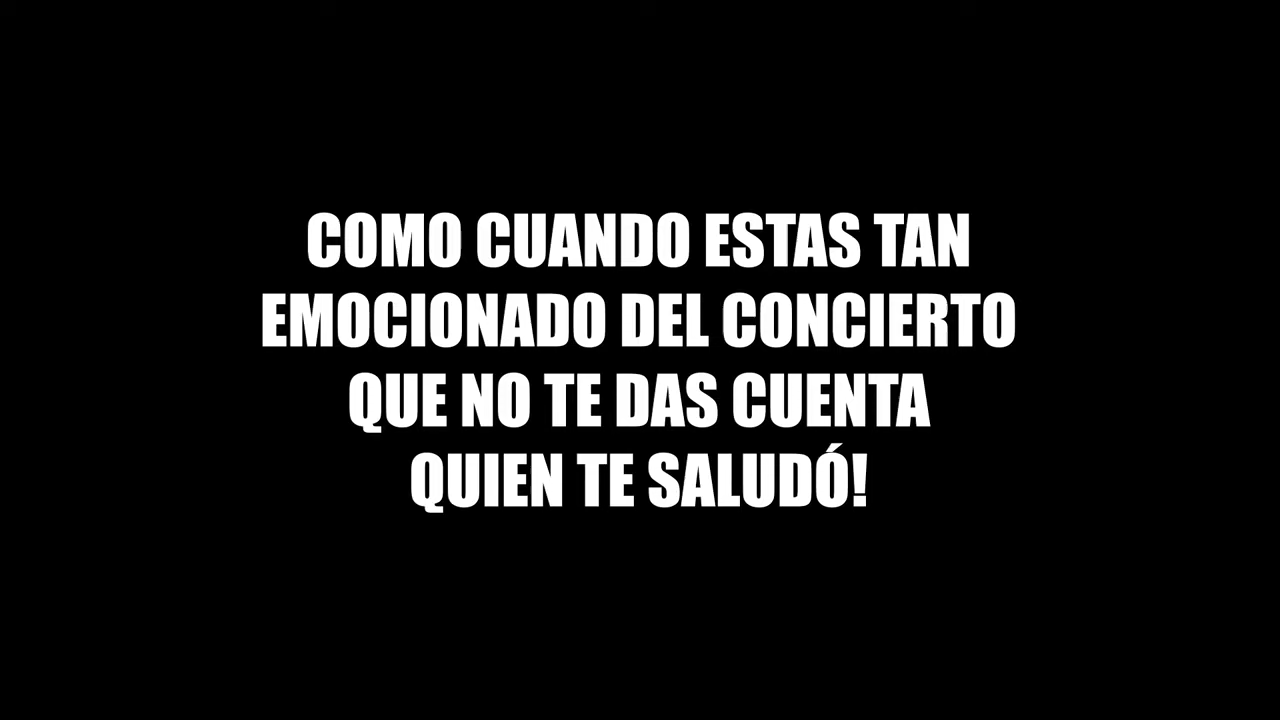 COMO CUANDO ESTAS TAN
EMOCIONADO DEL CONCIERTO
QUE NO TE DAS CUENTA
QUIEN TE SALUDÓ!